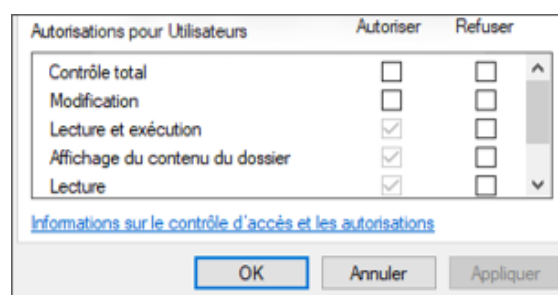 Autorisations pour Utilisateurs Autoriser Refuser
Contrôle total
Modification
Lecture et exécution
Affichage du contenu du dossier
Lecture
Informations sur le contrôle d'accès et les autorisations
OK Annuler Appliquer